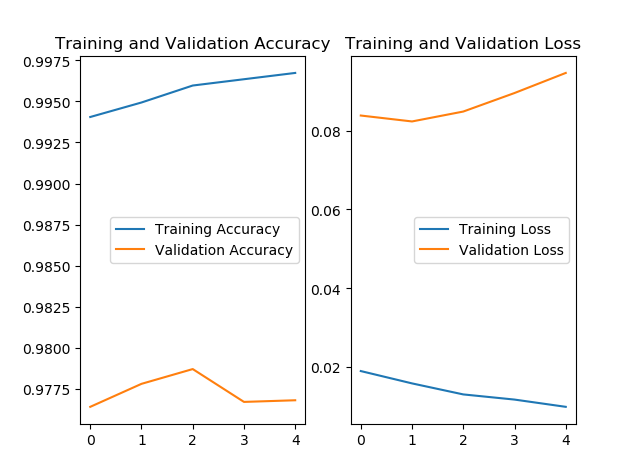 Training and Validation Accuracy
0.9975
0.9950
0.9925
0.9900
0.9875
0.9850
0.9825
0.9800
0.9775
Training Accuracy
Validation Accuracy
0 1 2 3 4
Training and Validation Loss
0.08
0.06
0.04
0.02
Training Loss
Validation Loss
0 1 2 3 4